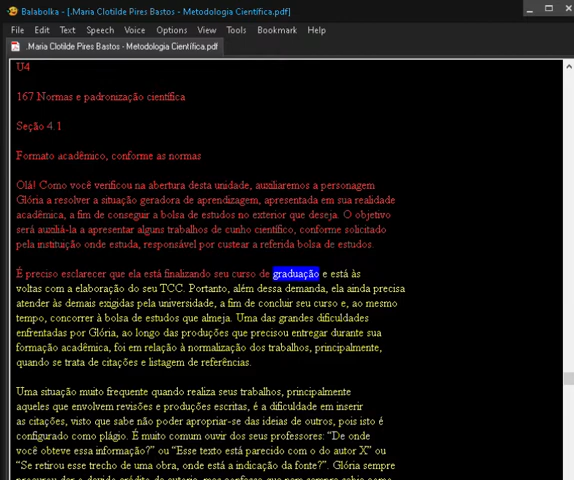 Balabolka - [.Maria Clotilde Pires Bastos - Metodologia Científica.pdf]
File Edit Text Speech Voice Options View Tools Bookmark Help
.Maria Clotilde Pires Bastos - Metodologia Científica.pdf
U4
167 Normas e padronização científica
Seção 4.1
Formato acadêmico, conforme as normas
Olá! Como você verificou na abertura desta unidade, auxiliaremos a personagem
Glória a resolver a situação geradora de aprendizagem, apresentada em sua realidade
acadêmica, a fim de conseguir a bolsa de estudos no exterior que deseja. O objetivo
será auxiliá-la a apresentar alguns trabalhos de cunho científico, conforme solicitado
pela instituição onde estuda, responsável por custear a referida bolsa de estudos.
É preciso esclarecer que ela está finalizando seu curso de graduação e está às
voltas com a elaboração do seu TCC. Portanto, além dessa demanda, ela ainda precisa
atender às demais exigidas pela universidade, a fim de concluir seu curso e, ao mesmo
tempo, concorrer à bolsa de estudos que almeja. Uma das grandes dificuldades
enfrentadas por Glória, ao longo das produções que precisou entregar durante sua
formação acadêmica, foi em relação à normalização dos trabalhos, principalmente,
quando se trata de citações e listagem de referências.
Uma situação muito frequente quando realiza seus trabalhos, principalmente
aqueles que envolvem revisões e produções escritas, é a dificuldade em inserir
as citações, visto que sabe não poder apropriar-se das ideias de outros, pois isto é
configurado como plágio. É muito comum ouvir dos seus professores: “De onde
você obteve essa informação?” ou “Esse texto está parecido com o do autor X” ou
“Se retirou esse trecho de uma obra, onde está a indicação da fonte?”. Glória sempre